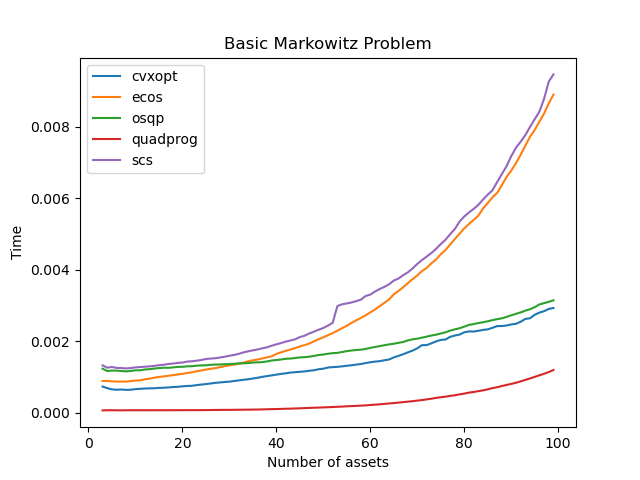 Basic Markowitz Problem
cvxopt
ecos
osqp
quadprog
scs
0.008
0.006
0.004
0.002
0.000
Time
0 20 40 60 80 100
Number of assets